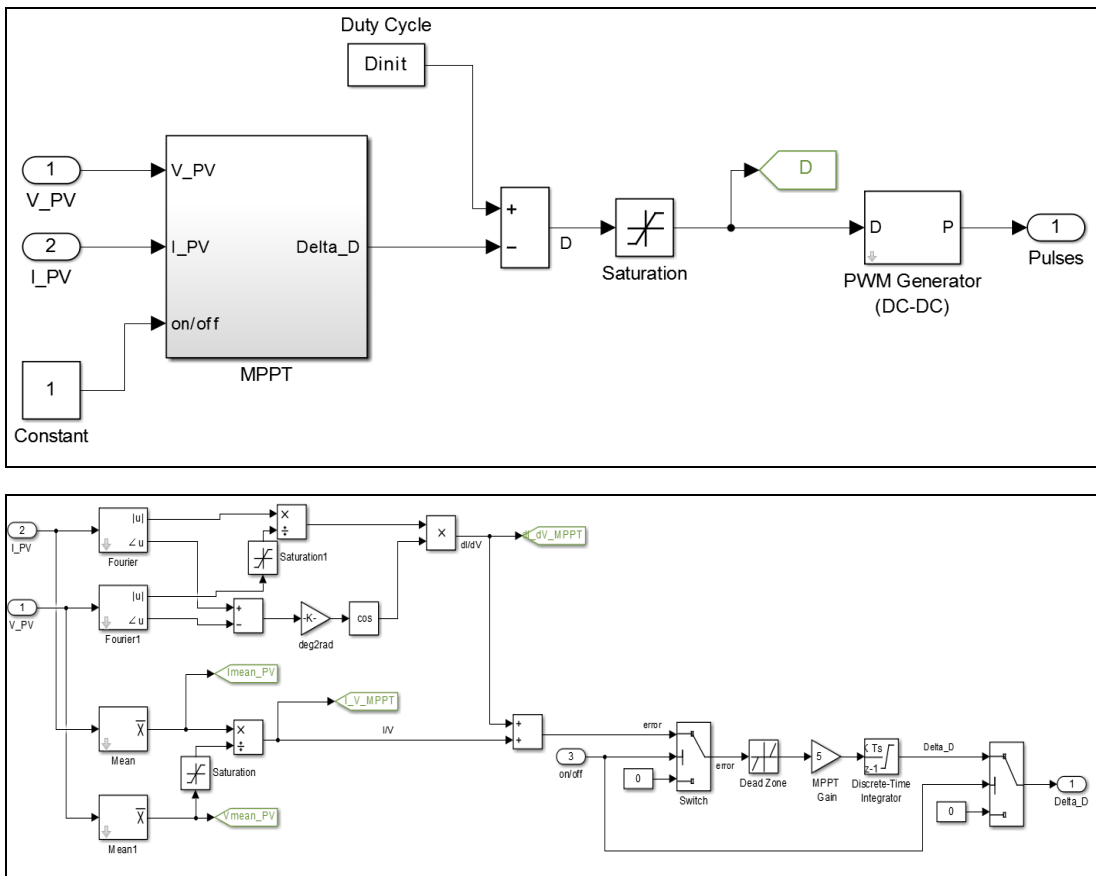 Duty Cycle
Dinit
1
V_PV
V_PV
2
I_PV
I_PV
Delta_D
on/off
MPPT
1
Constant
+
−
D
Saturation
D
D
P
PWM Generator
(DC-DC)
1
Pulses
2
I_PV
|u|
∠u
Fourier
×
÷
Saturation1
×
dI/dV
1
V_PV
|u|
∠u
Fourier1
+
−
-K-
deg2rad
cos
Imean_PV
I_V_MPPT
Mean
×
÷
I/V
Saturation
Vmean_PV
Mean1
+
+
error
3
on/off
0
Switch
error
Dead Zone
5
MPPT
Gain
K Ts
z-1
Discrete-Time
Integrator
Delta_D
0
1
Delta_D